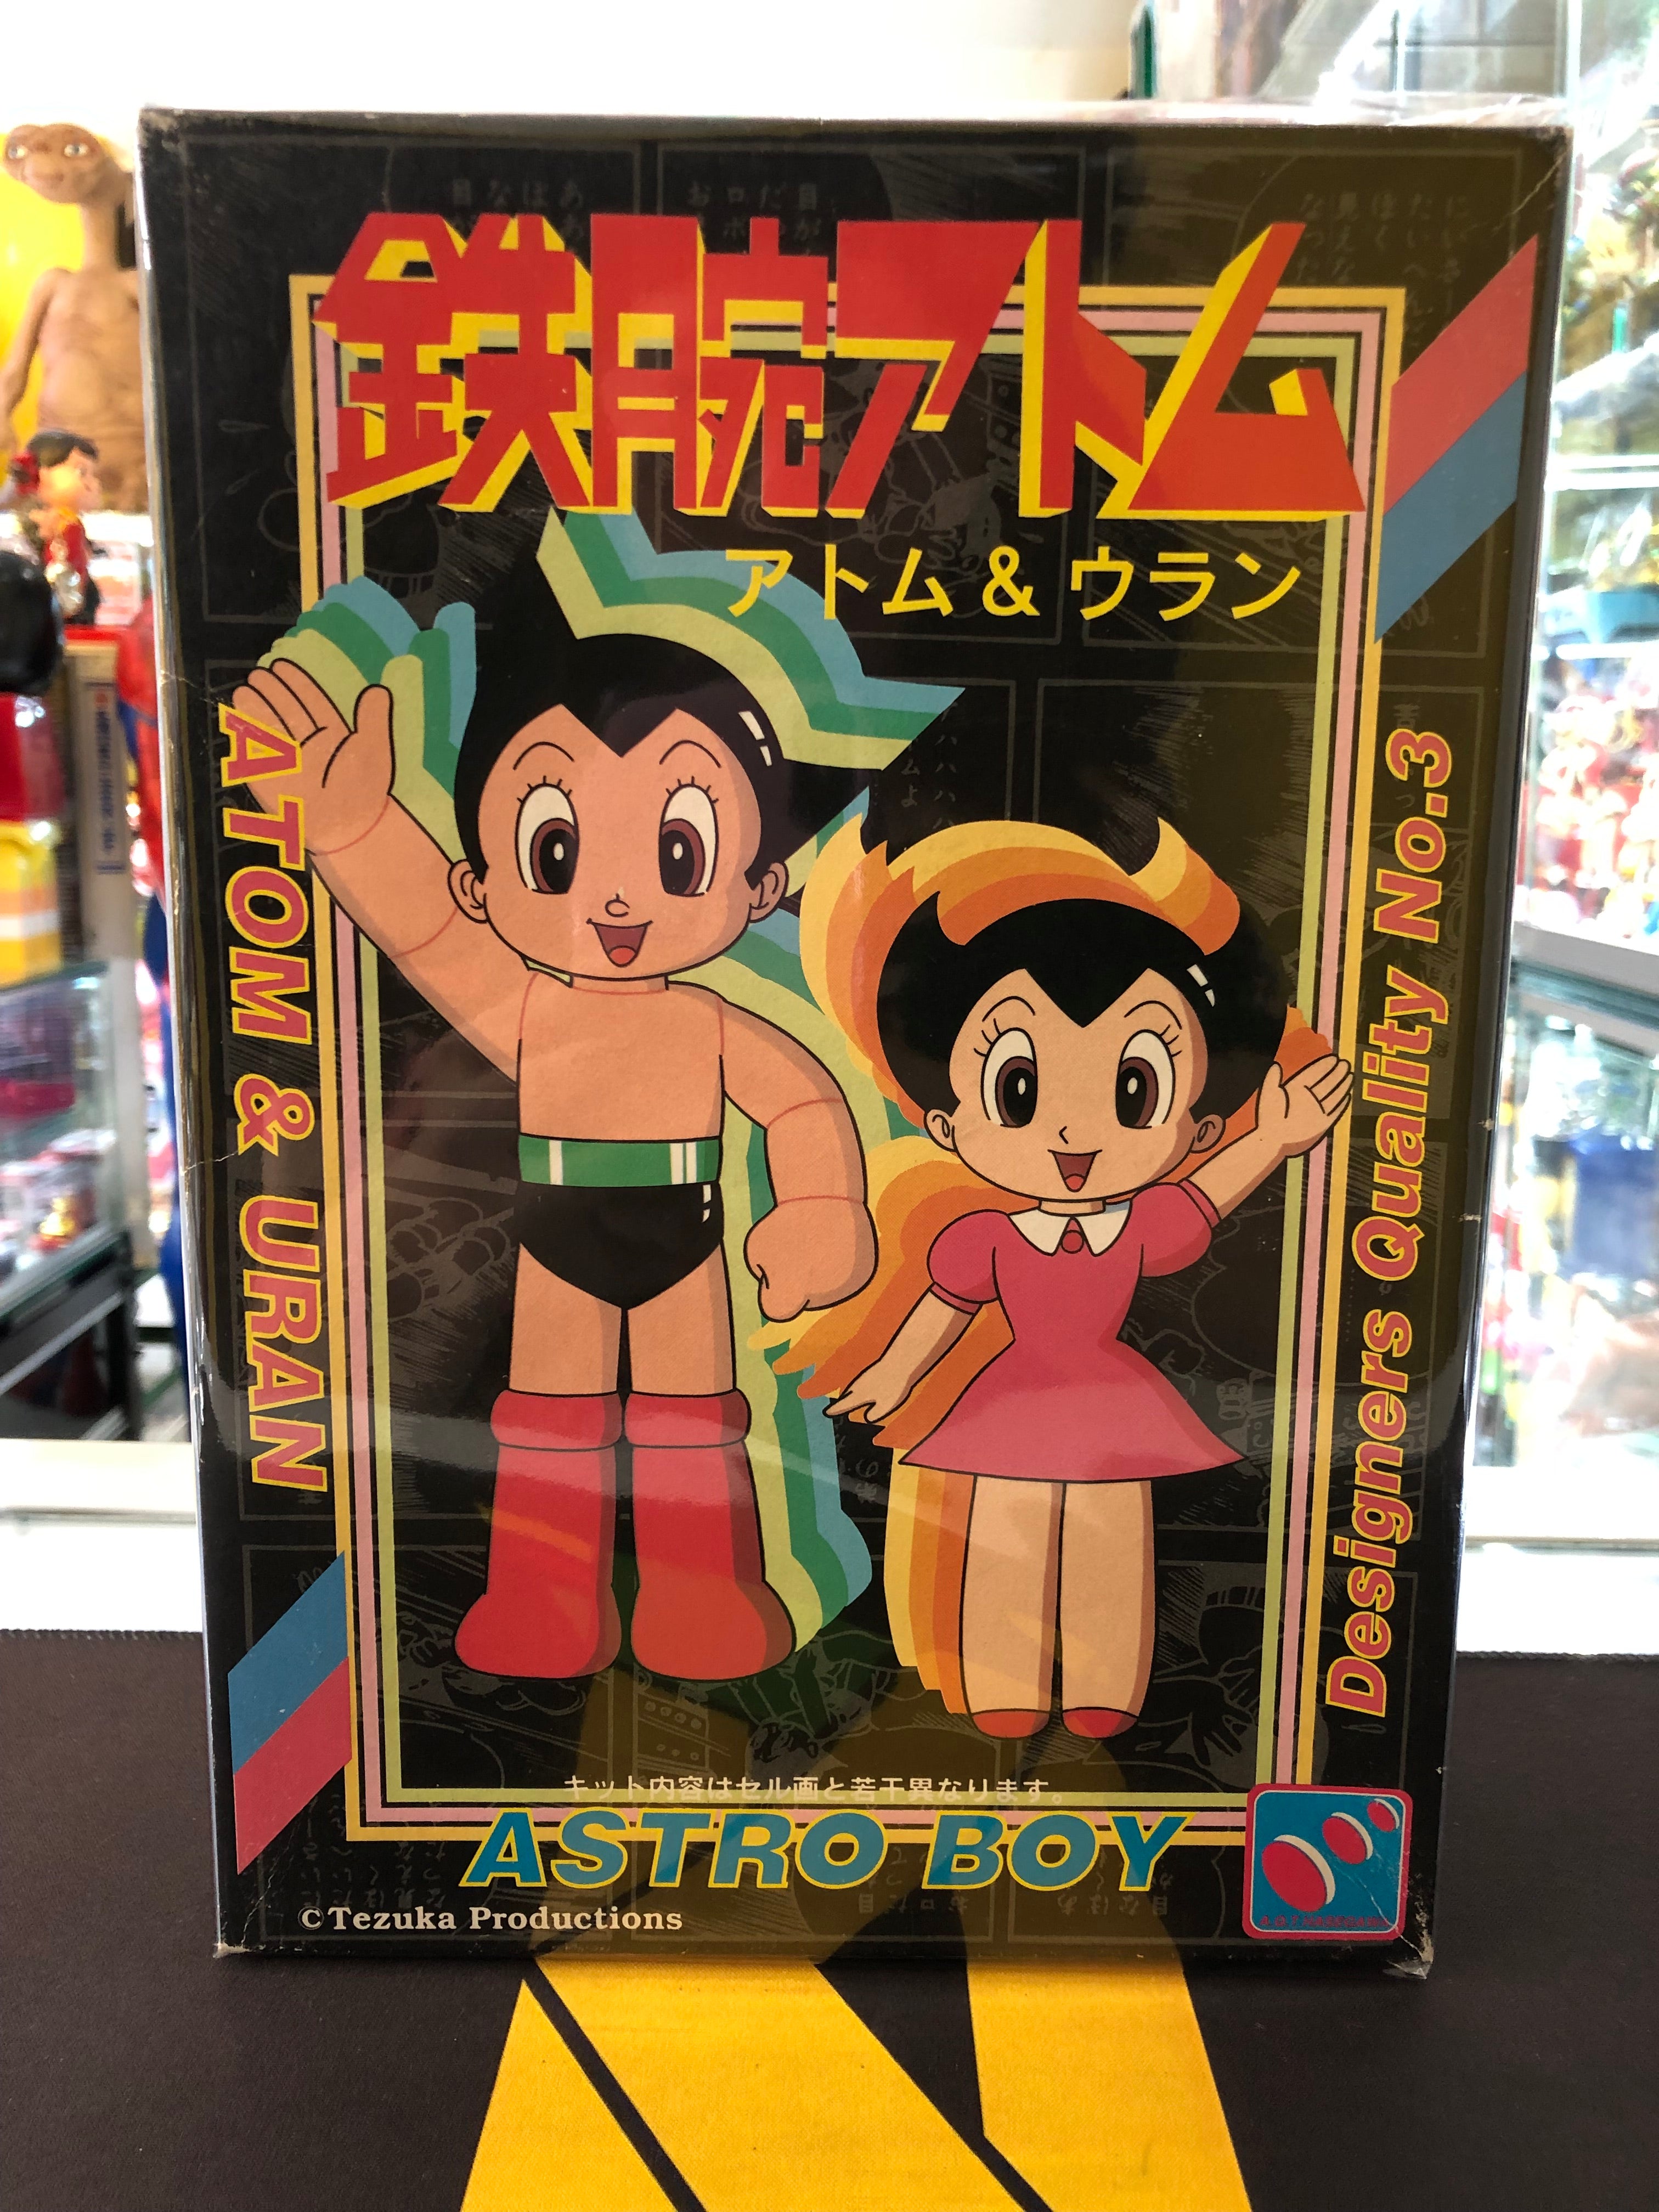 鉄腕アトム
アトム&ウラン
ATOM & URAN
Designers Quality No.3
キット内容はセル画と若干異なります。
ASTRO BOY
©Tezuka Productions